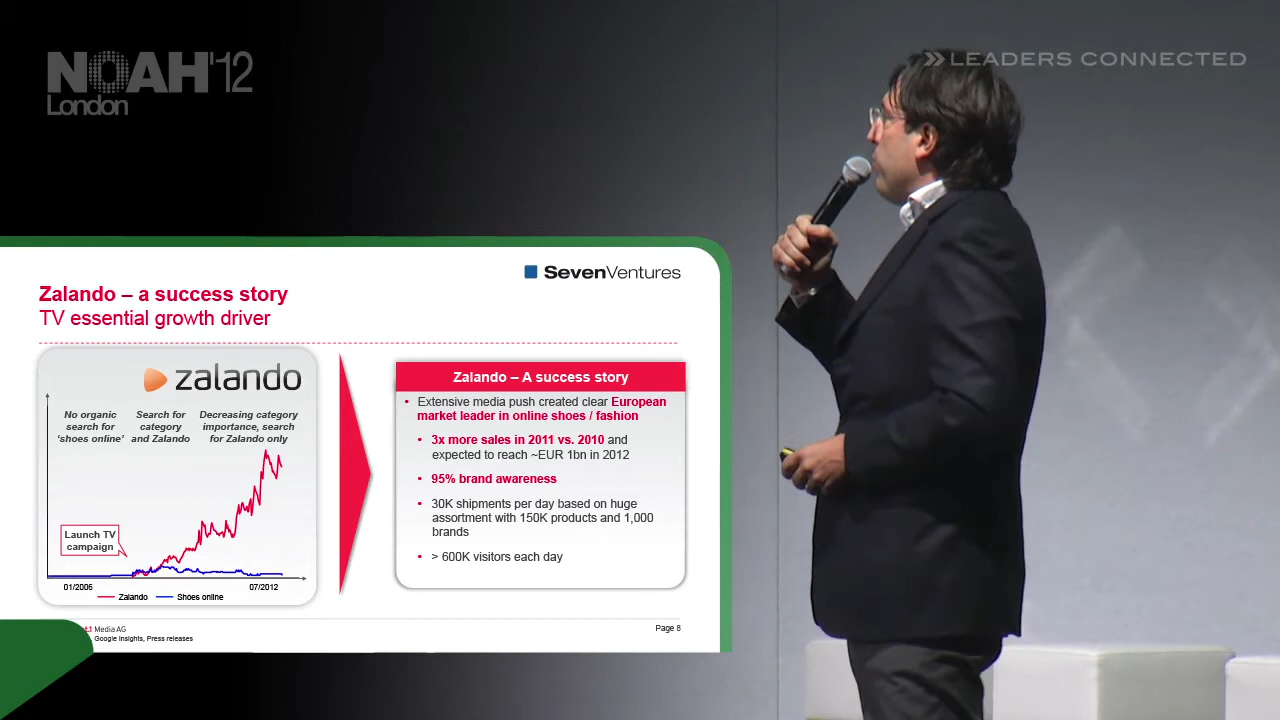 NOAH'12
London
LEADERS CONNECTED
SevenVentures
Zalando – a success story
TV essential growth driver
zalando
No organic
search for
‘shoes online’
Search for
category
and Zalando
Decreasing category
importance, search
for Zalando only
Launch TV
campaign
01/2006
07/2012
Zalando
Shoes online
Zalando – A success story
• Extensive media push created clear European
market leader in online shoes / fashion
• 3x more sales in 2011 vs. 2010 and
expected to reach ~EUR 1bn in 2012
• 95% brand awareness
• 30K shipments per day based on huge
assortment with 150K products and 1,000
brands
• > 600K visitors each day
Media AG
Google Insights, Press releases
Page 8